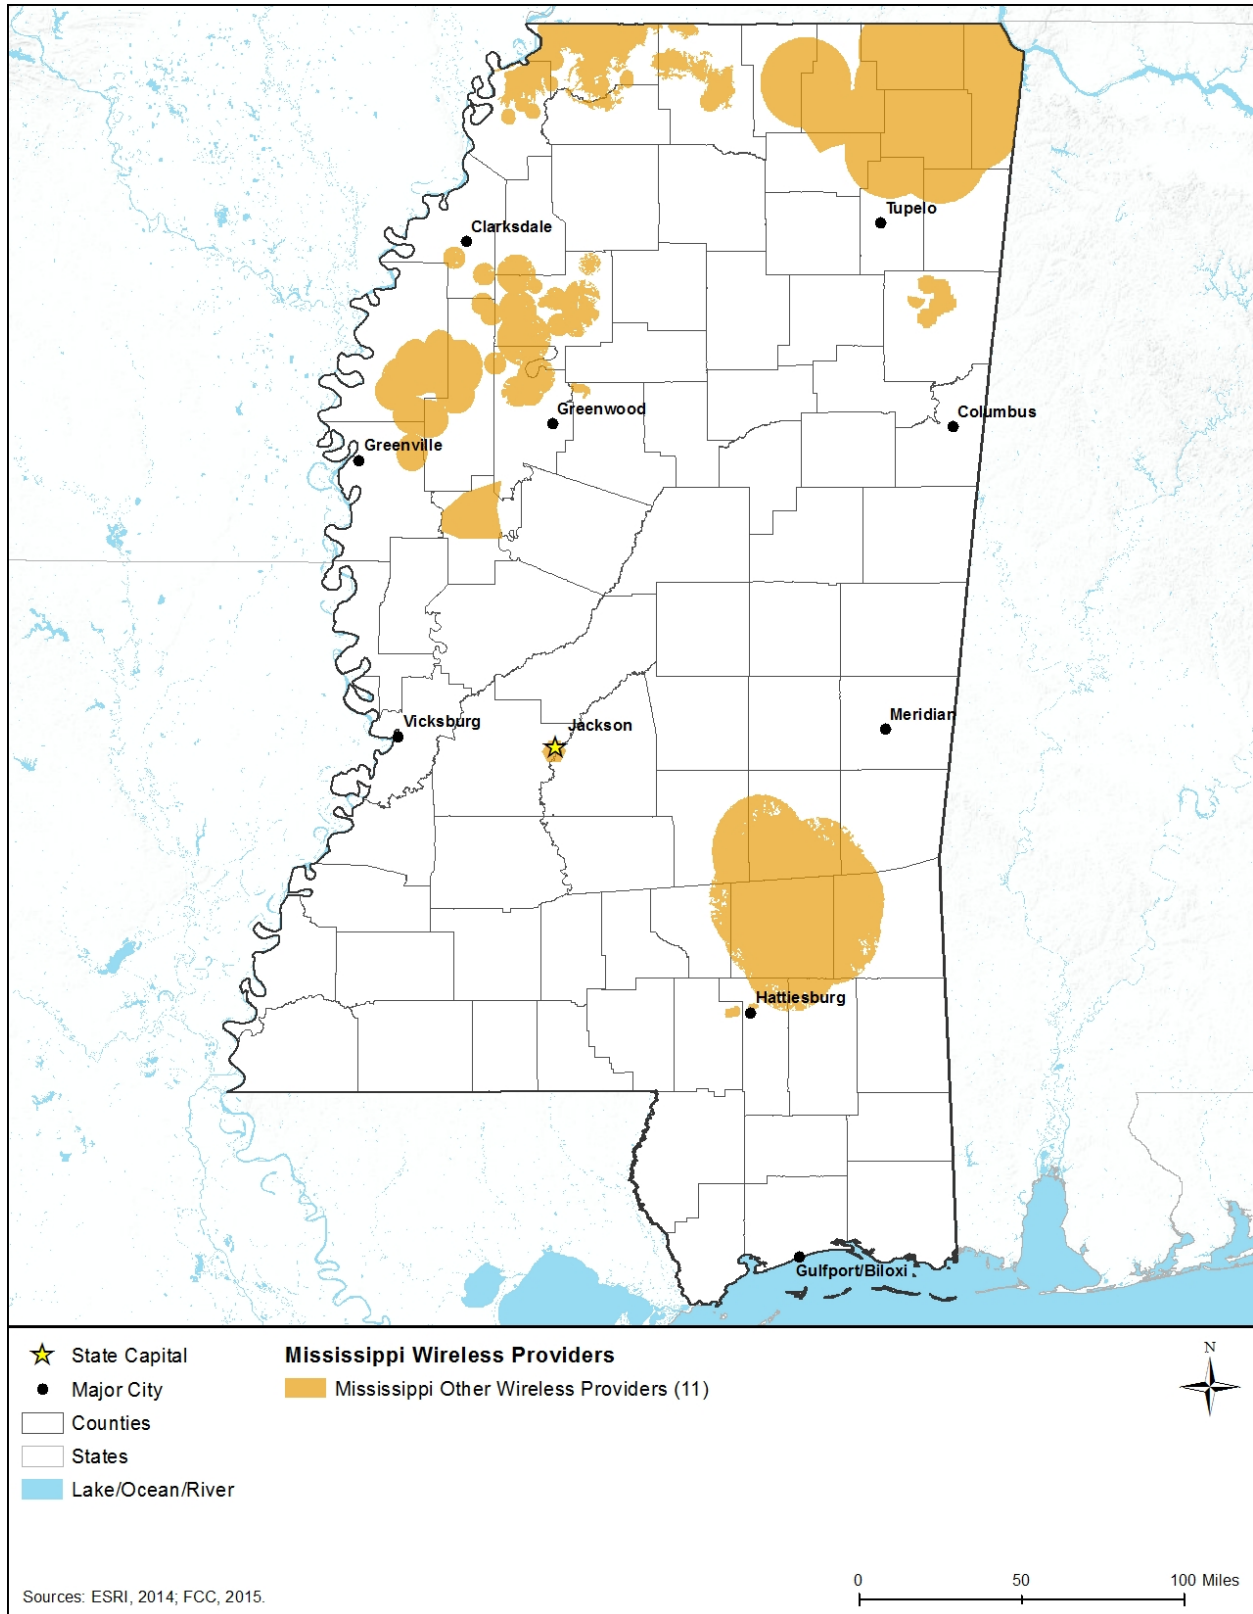 Tupelo
Clarksdale
Greenwood
Columbus
Greenville
Vicksburg
Jackson
Meridian
Hattiesburg
Gulfport/Biloxi
State Capital
Major City
Counties
States
Lake/Ocean/River
Mississippi Wireless Providers
Mississippi Other Wireless Providers (11)
N
Sources: ESRI, 2014; FCC, 2015.
0 50 100 Miles